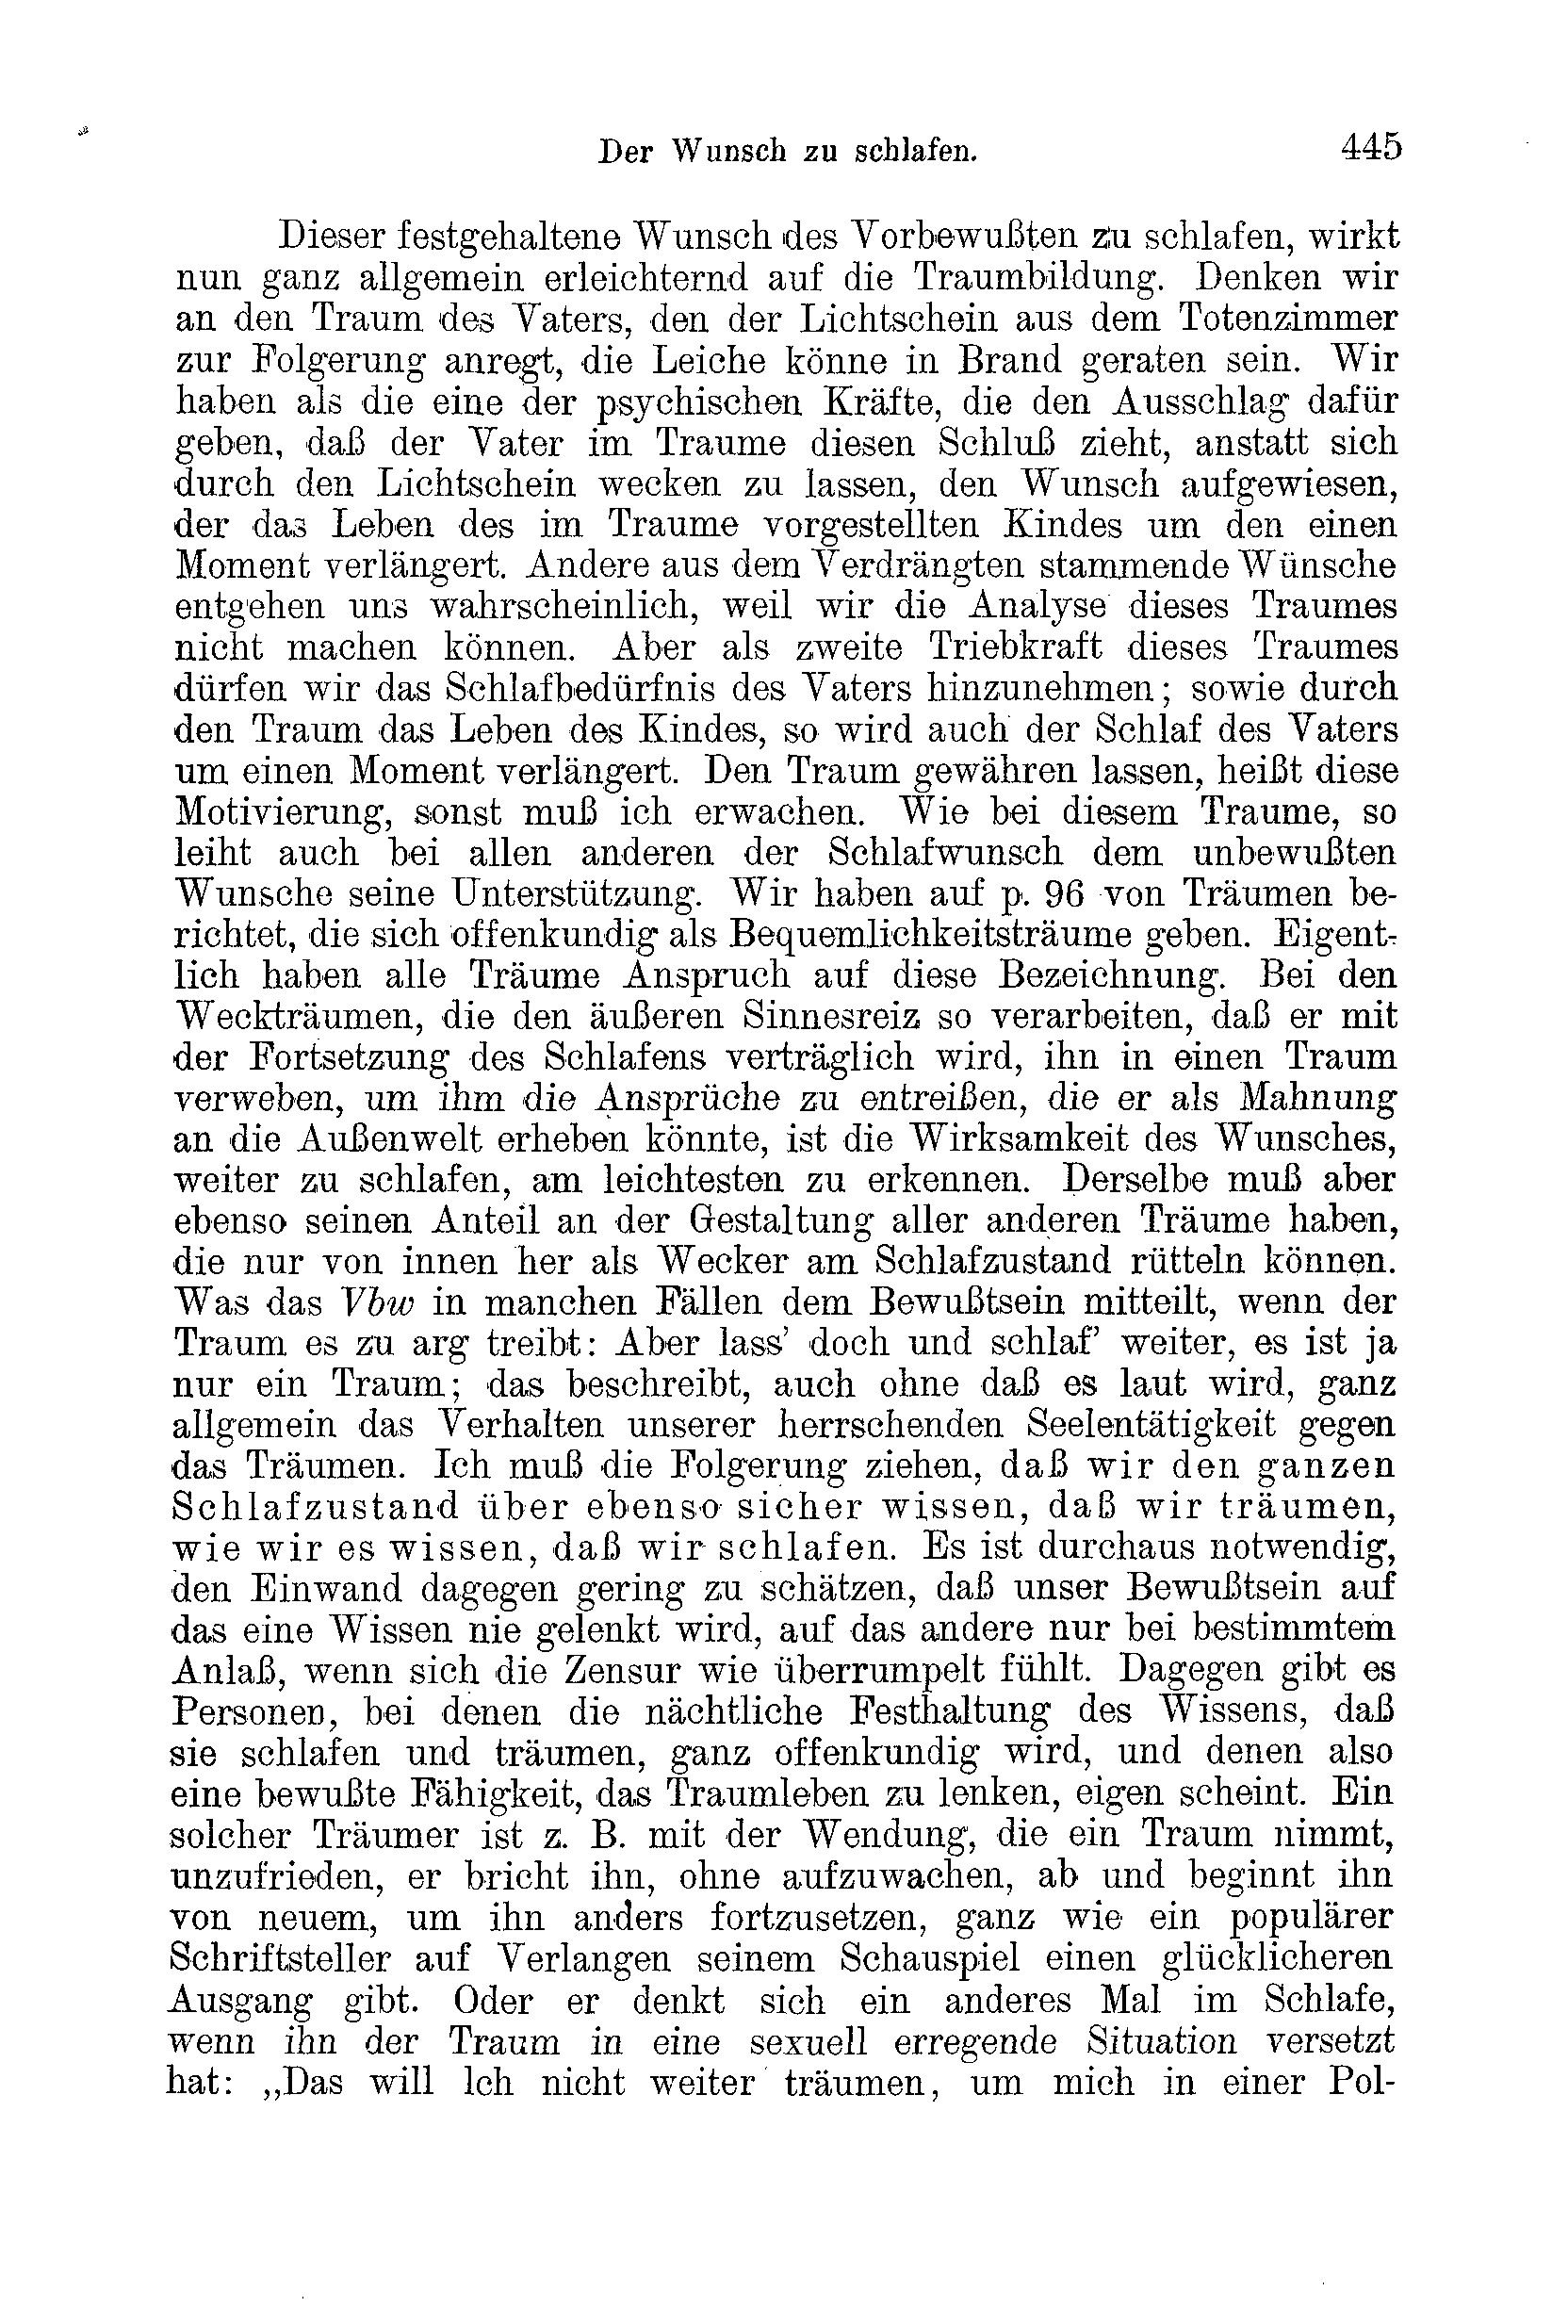 Der Wunsch zu schlafen. 445
Dieser festgehaltene Wunsch des Vorbewußten zu schlafen, wirkt
nun ganz allgemein erleichternd auf die Traumbildung. Denken wir
an den Traum des Vaters, den der Lichtschein aus dem Totenzimmer
zur Folgerung anregt, die Leiche könne in Brand geraten sein. Wir
haben als die eine der psychischen Kräfte, die den Ausschlag dafür
geben, daß der Vater im Traume diesen Schluß zieht, anstatt sich
durch den Lichtschein wecken zu lassen, den Wunsch aufgewiesen,
der das Leben des im Traume vorgestellten Kindes um den einen
Moment verlängert. Andere aus dem Verdrängten stammende Wünsche
entgehen uns wahrscheinlich, weil wir die Analyse dieses Traumes
nicht machen können. Aber als zweite Triebkraft dieses Traumes
dürfen wir das Schlafbedürfnis des Vaters hinzunehmen; sowie durch
den Traum das Leben des Kindes, so wird auch der Schlaf des Vaters
um einen Moment verlängert. Den Traum gewähren lassen, heißt diese
Motivierung, sonst muß ich erwachen. Wie bei diesem Traume, so
leiht auch bei allen anderen der Schlafwunsch dem unbewußten
Wunsche seine Unterstützung. Wir haben auf p. 96 von Träumen be-
richtet, die sich offenkundig als Bequemlichkeitsträume geben. Eigent-
lich haben alle Träume Anspruch auf diese Bezeichnung. Bei den
Weckträumen, die den äußeren Sinnesreiz so verarbeiten, daß er mit
der Fortsetzung des Schlafens verträglich wird, ihn in einen Traum
verweben, um ihm die Ansprüche zu entreißen, die er als Mahnung
an die Außenwelt erheben könnte, ist die Wirksamkeit des Wunsches,
weiter zu schlafen, am leichtesten zu erkennen. Derselbe muß aber
ebenso seinen Anteil an der Gestaltung aller anderen Träume haben,
die nur von innen her als Wecker am Schlafzustand rütteln können.
Was das Vbw in manchen Fällen dem Bewußtsein mitteilt, wenn der
Traum es zu arg treibt: Aber lass' doch und schlaf' weiter, es ist ja
nur ein Traum; das beschreibt, auch ohne daß es laut wird, ganz
allgemein das Verhalten unserer herrschenden Seelentätigkeit gegen
das Träumen. Ich muß die Folgerung ziehen, daß wir den ganzen
Schlafzustand über ebenso sicher wissen, daß wir träumen,
wie wir es wissen, daß wir schlafen. Es ist durchaus notwendig,
den Einwand dagegen gering zu schätzen, daß unser Bewußtsein auf
das eine Wissen nie gelenkt wird, auf das andere nur bei bestimmtem
Anlaß, wenn sich die Zensur wie überrumpelt fühlt. Dagegen gibt es
Personen, bei denen die nächtliche Festhaltung des Wissens, daß
sie schlafen und träumen, ganz offenkundig wird, und denen also
eine bewußte Fähigkeit, das Traumleben zu lenken, eigen scheint. Ein
solcher Träumer ist z. B. mit der Wendung, die ein Traum nimmt,
unzufrieden, er bricht ihn, ohne aufzuwachen, ab und beginnt ihn
von neuem, um ihn anders fortzusetzen, ganz wie ein populärer
Schriftsteller auf Verlangen seinem Schauspiel einen glücklicheren
Ausgang gibt. Oder er denkt sich ein anderes Mal im Schlafe,
wenn ihn der Traum in eine sexuell erregende Situation versetzt
hat: „Das will ich nicht weiter träumen, um mich in einer Pol-